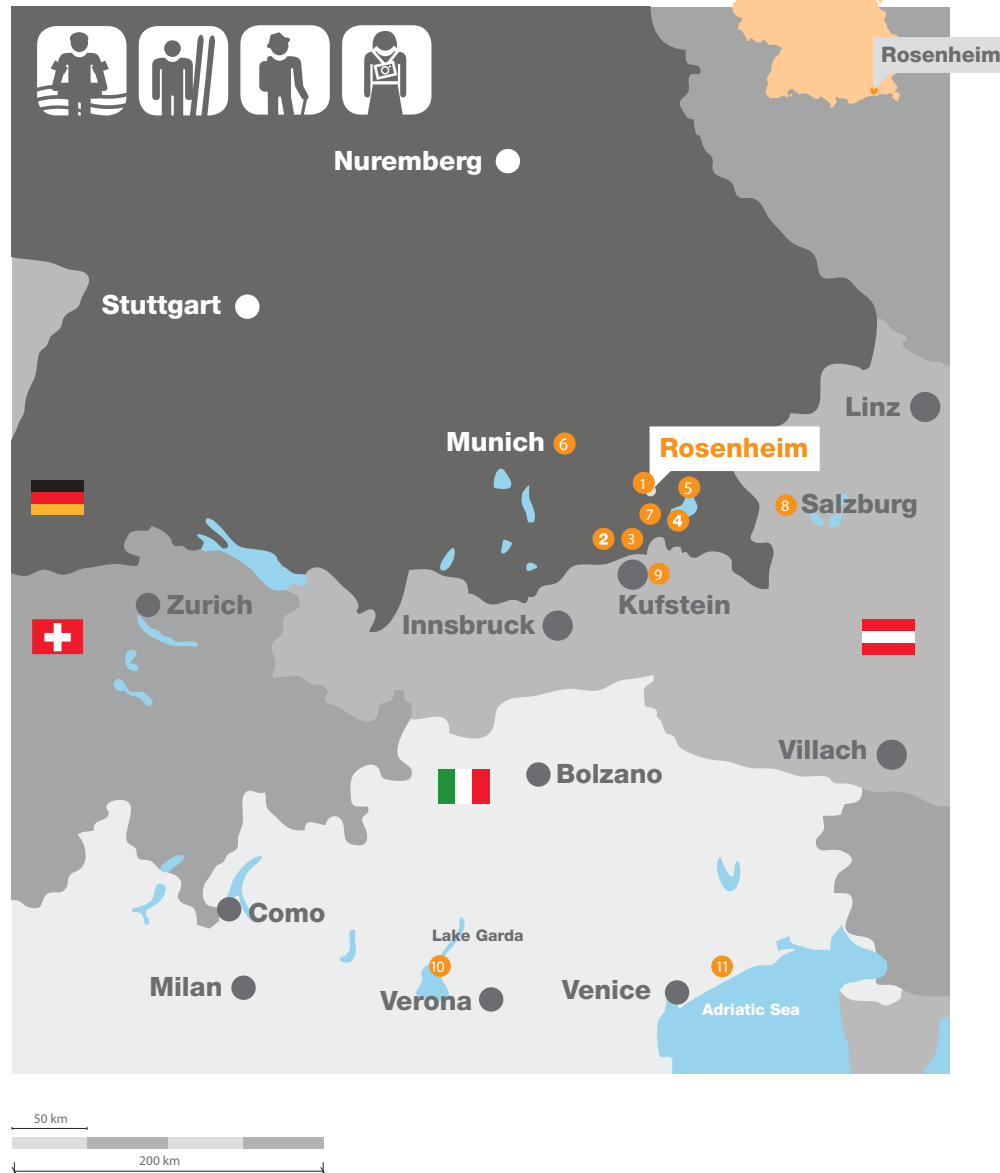 Rosenheim
Nuremberg
Stuttgart
Linz
Munich 6
Rosenheim
1
5
8 Salzburg
7
4
2
3
9
Kufstein
Zurich
Innsbruck
Villach
Bolzano
Como
Lake Garda
10
11
Milan
Verona
Venice
Adriatic Sea
50 km
200 km